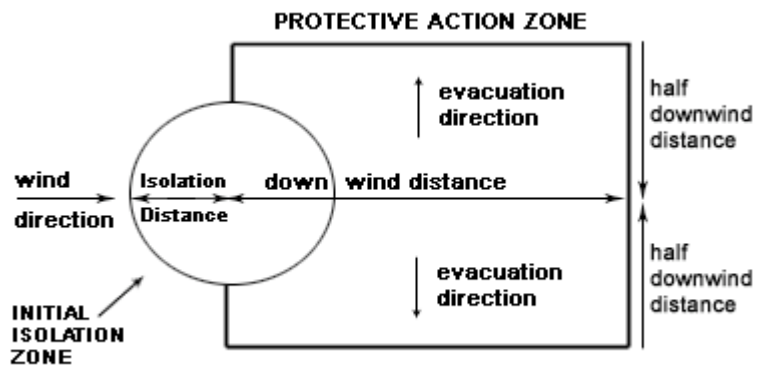 PROTECTIVE ACTION ZONE
evacuation
direction
half
downwind
distance
wind
direction
Isolation
Distance
down wind distance
evacuation
direction
half
downwind
distance
INITIAL
ISOLATION
ZONE